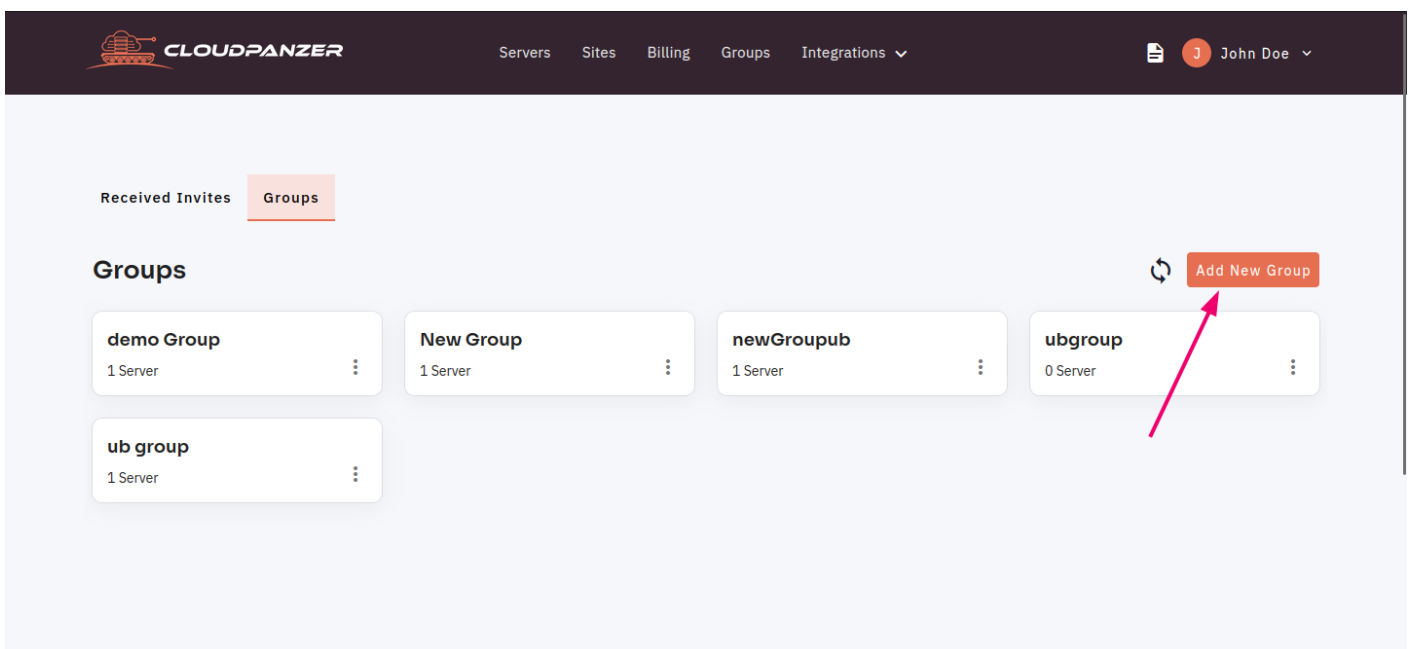 CLOUDPANZER Servers Sites Billing Groups Integrations J John Doe
Received Invites Groups
Groups Add New Group
demo Group New Group newGroupub ubgroup
1 Server 1 Server 1 Server 0 Server
ub group
1 Server